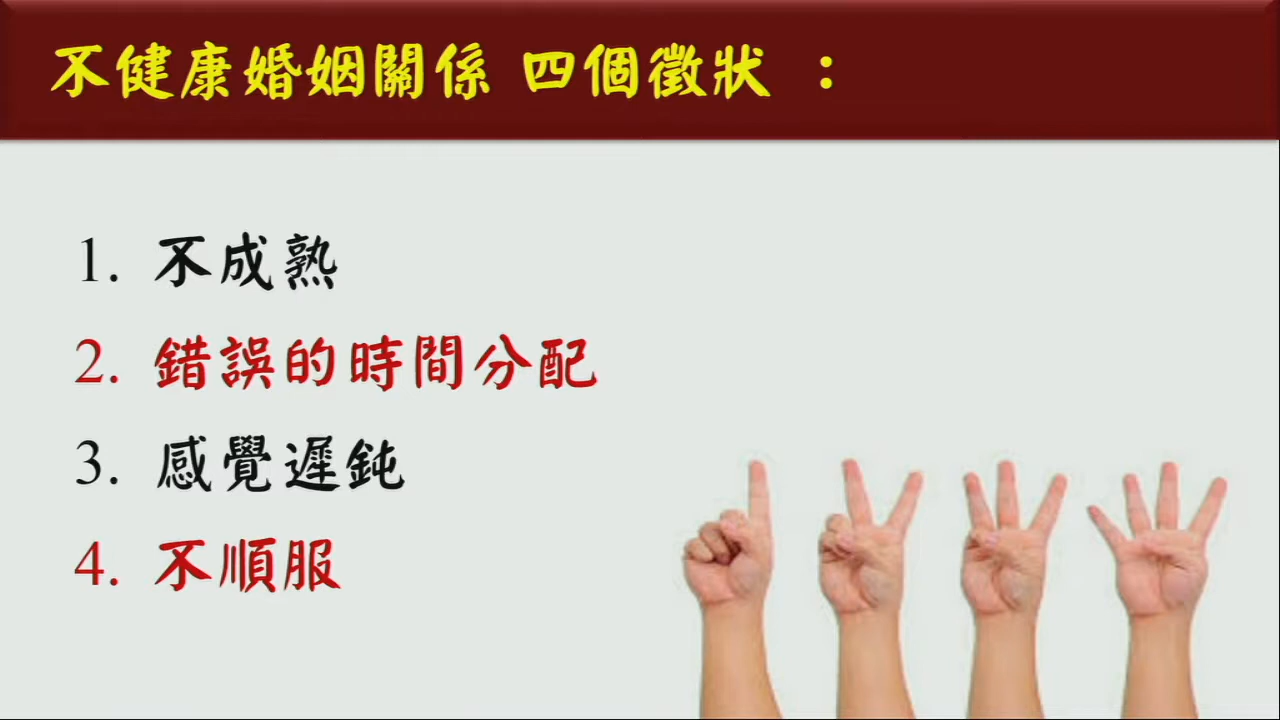 不健康婚姻關係 四個徵狀 ：
1. 不成熟
2. 錯誤的時間分配
3. 感覺遲鈍
4. 不順服